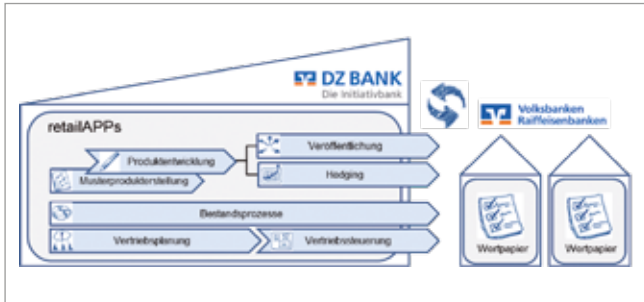 DZ BANK
Die Initiativbank
Volksbanken
Raiffeisenbanken
retailAPPs
Veröffentlichung
Produktentwicklung
Musterprodukterstellung
Hedging
Bestandsprozesse
Vertriebsplanung
Vertriebssteuerung
Wertpapier
Wertpapier